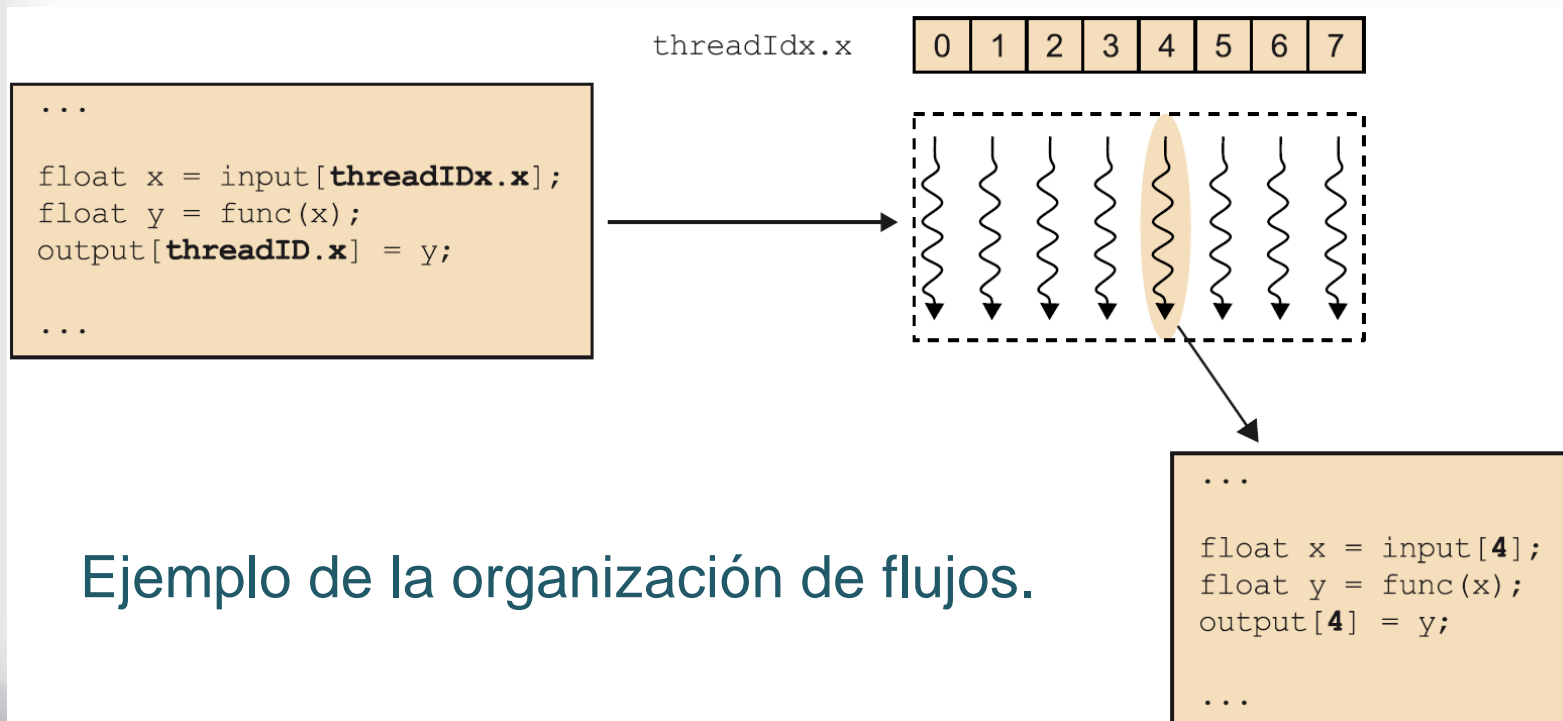 threadIdx.x 0 1 2 3 4 5 6 7
...
float x = input[threadIDx.x];
float y = func(x);
output[threadID.x] = y;
...
Ejemplo de la organización de flujos.
...
float x = input[4];
float y = func(x);
output[4] = y;
...